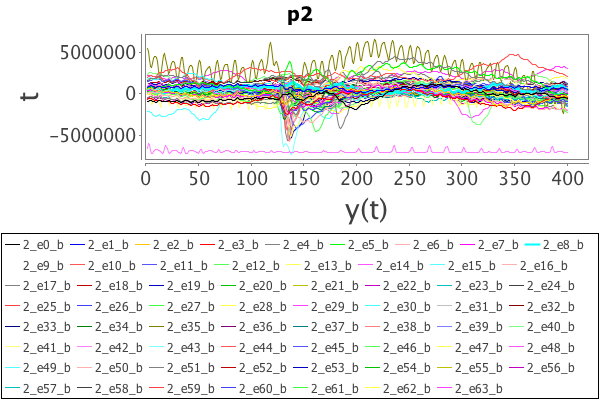 p2
5000000
0
−5000000
t
0 50 100 150 200 250 300 350 400
y(t)
2_e0_b 2_e1_b 2_e2_b 2_e3_b 2_e4_b 2_e5_b 2_e6_b 2_e7_b 2_e8_b
2_e9_b 2_e10_b 2_e11_b 2_e12_b 2_e13_b 2_e14_b 2_e15_b 2_e16_b
2_e17_b 2_e18_b 2_e19_b 2_e20_b 2_e21_b 2_e22_b 2_e23_b 2_e24_b
2_e25_b 2_e26_b 2_e27_b 2_e28_b 2_e29_b 2_e30_b 2_e31_b 2_e32_b
2_e33_b 2_e34_b 2_e35_b 2_e36_b 2_e37_b 2_e38_b 2_e39_b 2_e40_b
2_e41_b 2_e42_b 2_e43_b 2_e44_b 2_e45_b 2_e46_b 2_e47_b 2_e48_b
2_e49_b 2_e50_b 2_e51_b 2_e52_b 2_e53_b 2_e54_b 2_e55_b 2_e56_b
2_e57_b 2_e58_b 2_e59_b 2_e60_b 2_e61_b 2_e62_b 2_e63_b